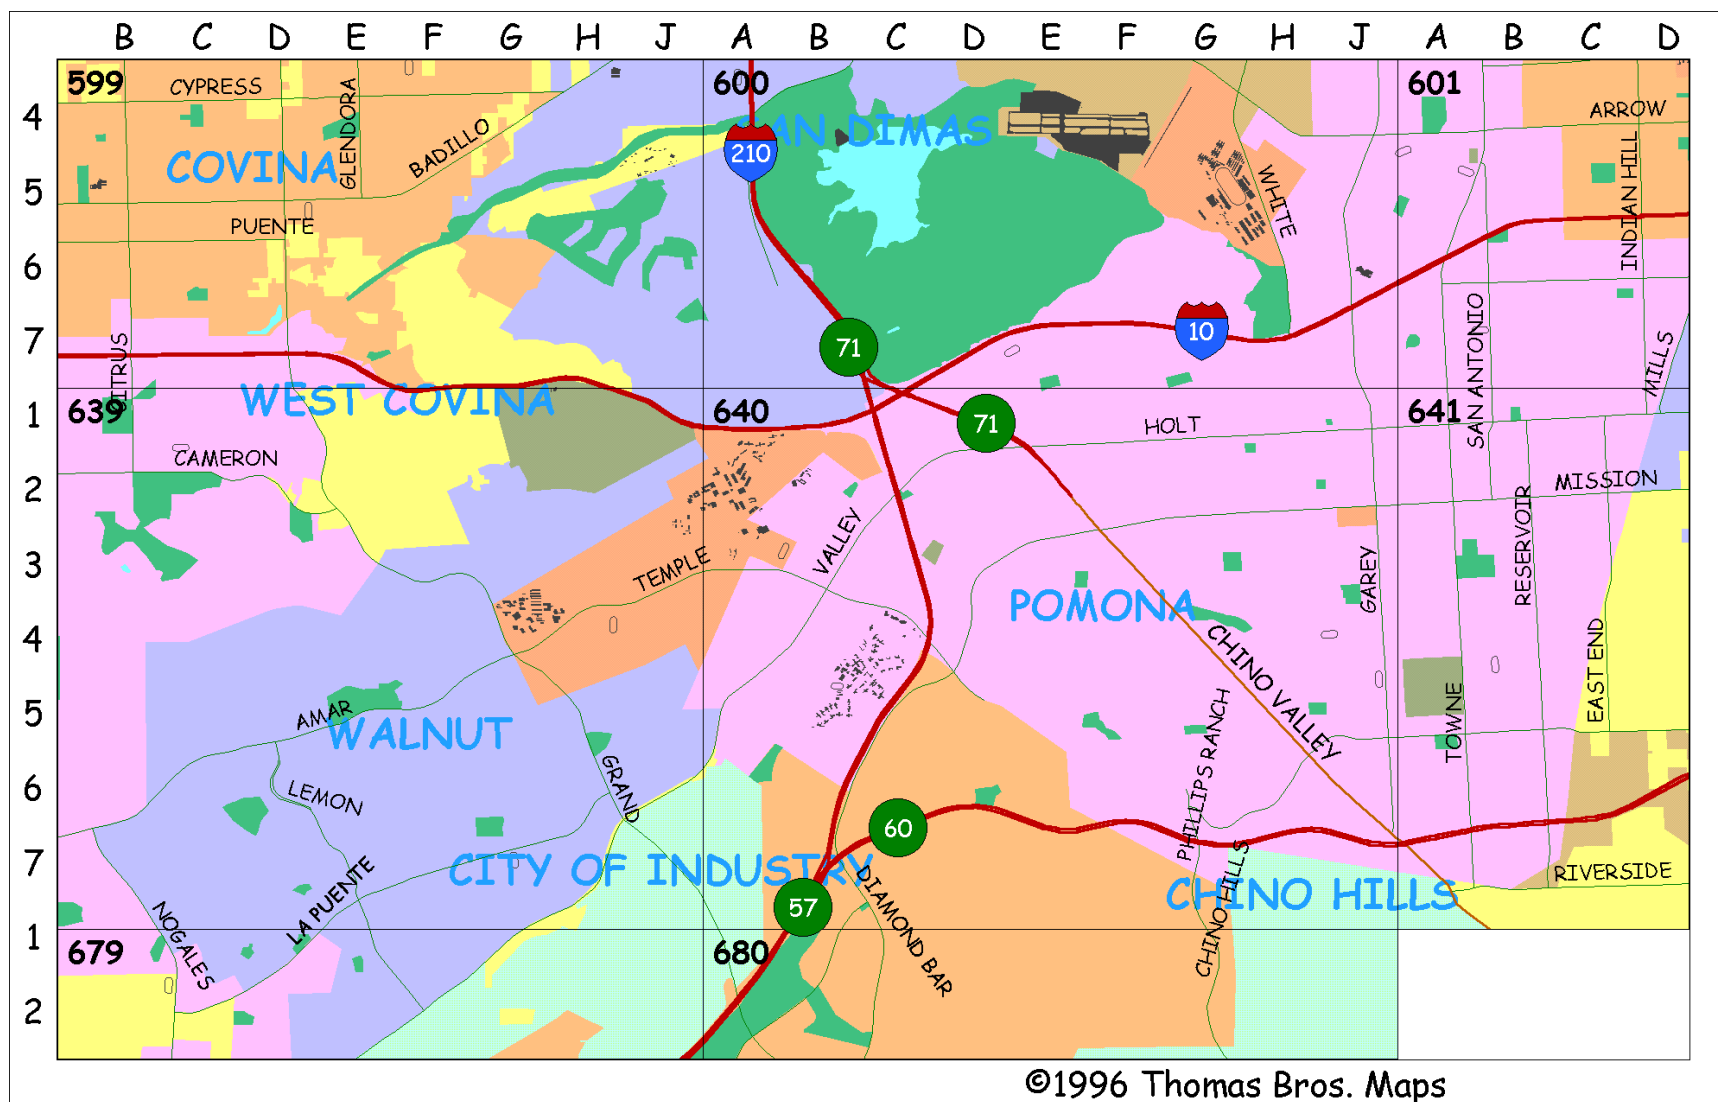 B C D E F G H J A B C D E F G H J A B C D
599 600 601
CYPRESS
GLENDORA
4
ARROW
BADILLO
SAN DIMAS
COVINA
210
INDIAN HILL
5
WHITE
PUENTE
6
7
CITRUS
71
10
SAN ANTONIO
MILLS
WEST COVINA
639 640 641
1
71
HOLT
CAMERON
2
MISSION
RESERVOIR
VALLEY
3
TEMPLE
GAREY
POMONA
4
CHINO VALLEY
EAST END
5
AMAR
WALNUT
PHILLIPS RANCH
TOWNE
6
LEMON
GRAND
60
7
CITY OF INDUSTRY
LA PUENTE
DIAMOND BAR
CHINO HILLS
CHINO HILLS
RIVERSIDE
57
NOGALES
1
679 680
2
©1996 Thomas Bros. Maps